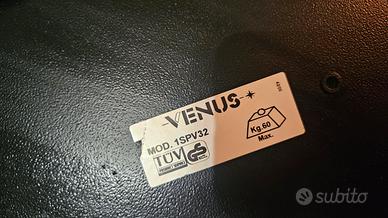 VENUS
MOD. 1SPV32
TÜV
GS
Kg.60
Max.
subito